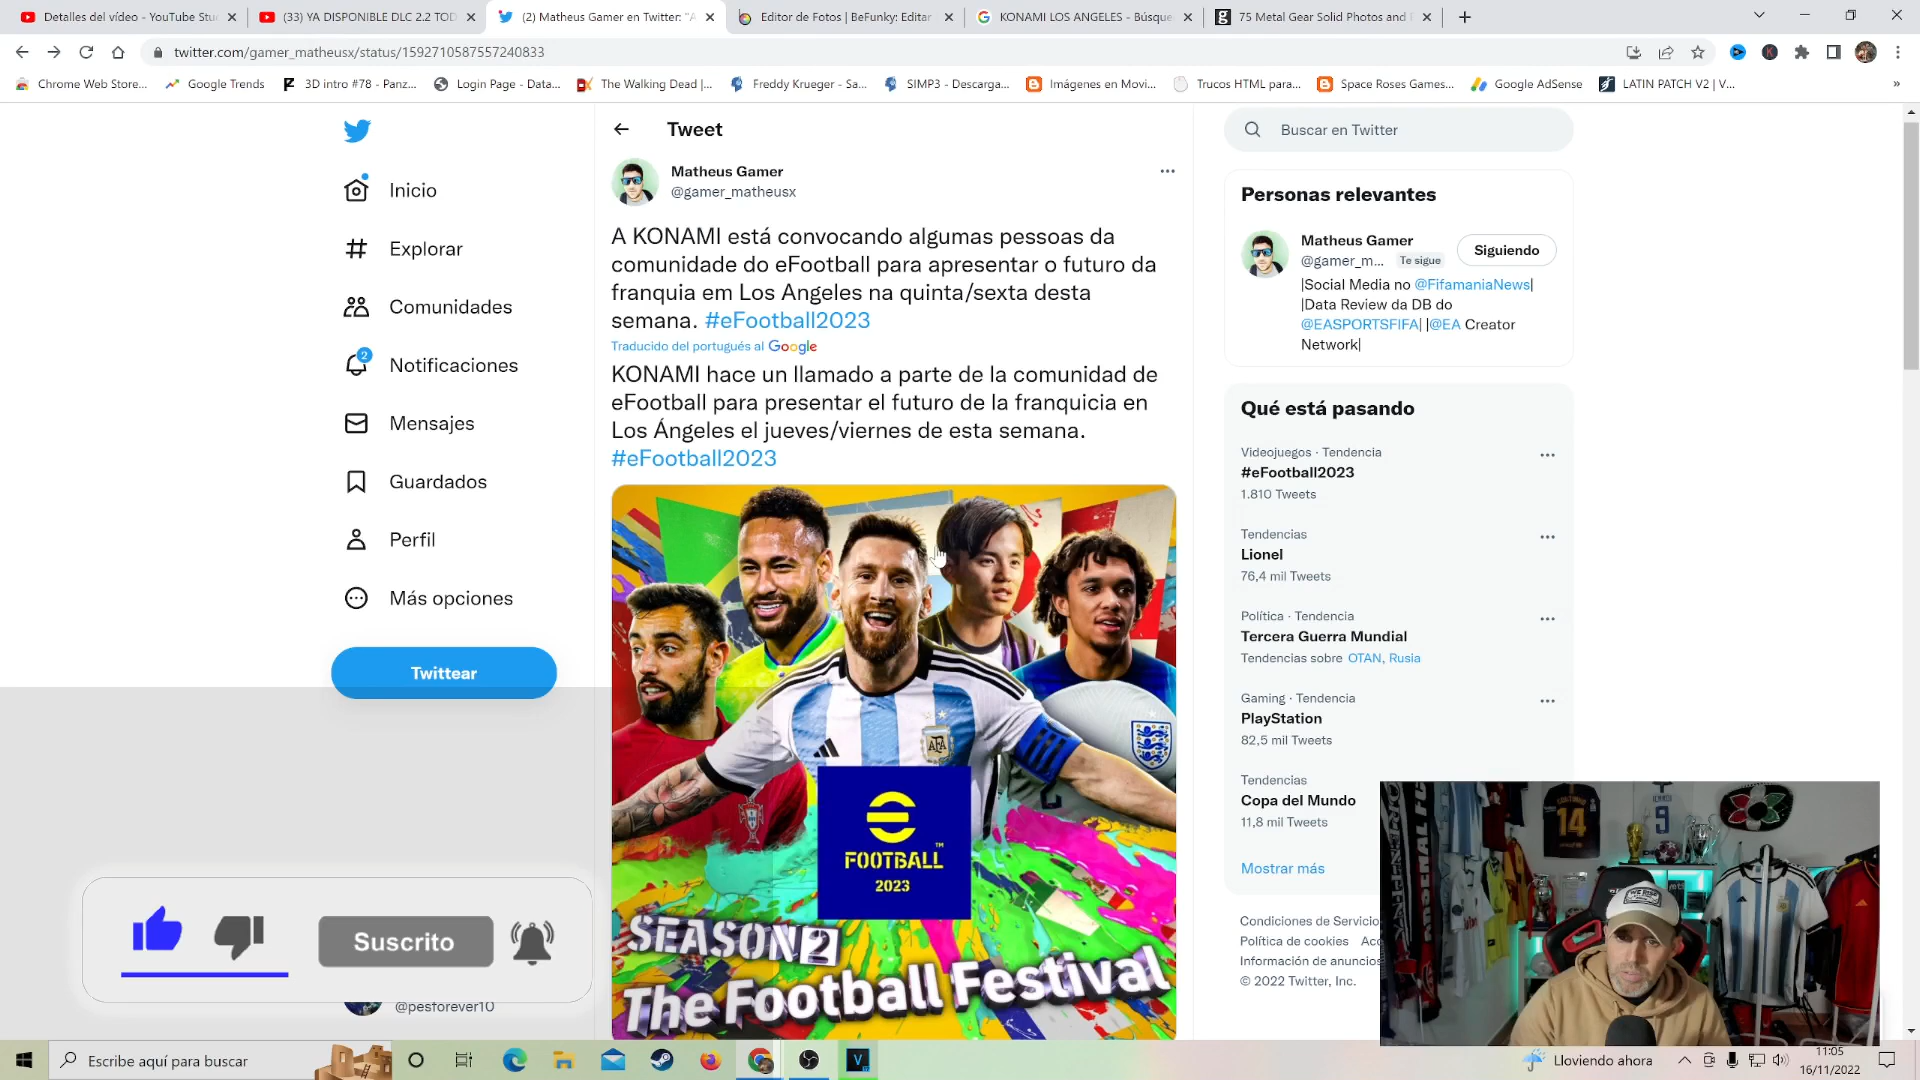 Detalles del vídeo - YouTube Stu
(33) YA DISPONIBLE DLC 2.2 TOD
(2) Matheus Gamer en Twitter: "A
Editor de Fotos | BeFunky: Editar
KONAMI LOS ANGELES - Búsque
75 Metal Gear Solid Photos and
twitter.com/gamer_matheusx/status/1592710587557240833
Chrome Web Store...
Google Trends
3D intro #78 - Panz...
Login Page - Data...
The Walking Dead |...
Freddy Krueger - Sa...
SIMP3 - Descarga...
Imágenes en Movi...
Trucos HTML para...
Space Roses Games...
Google AdSense
LATIN PATCH V2 | V...
Inicio
Explorar
Comunidades
2
Notificaciones
Mensajes
Guardados
Perfil
Más opciones
Twittear
@pesforever10
Tweet
Matheus Gamer
@gamer_matheusx
A KONAMI está convocando algumas pessoas da
comunidade do eFootball para apresentar o futuro da
franquia em Los Angeles na quinta/sexta desta
semana. #eFootball2023
Traducido del portugués al Google
KONAMI hace un llamado a parte de la comunidad de
eFootball para presentar el futuro de la franquicia en
Los Ángeles el jueves/viernes de esta semana.
#eFootball2023
AFA
FOOTBALL™
2023
SEASON 2
The Football Festival
Buscar en Twitter
Personas relevantes
Matheus Gamer
@gamer_m... Te sigue
Siguiendo
|Social Media no @FifamaniaNews|
|Data Review da DB do
@EASPORTSFIFA| |@EA Creator
Network|
Qué está pasando
Videojuegos · Tendencia
#eFootball2023
1.810 Tweets
Tendencias
Lionel
76,4 mil Tweets
Política · Tendencia
Tercera Guerra Mundial
Tendencias sobre OTAN, Rusia
Gaming · Tendencia
PlayStation
82,5 mil Tweets
Tendencias
Copa del Mundo
11,8 mil Tweets
Mostrar más
Condiciones de Servicio
Política de cookies
Información de anuncios
© 2022 Twitter, Inc.
14
9
Suscrito
Escribe aquí para buscar
Lloviendo ahora
11:05
16/11/2022